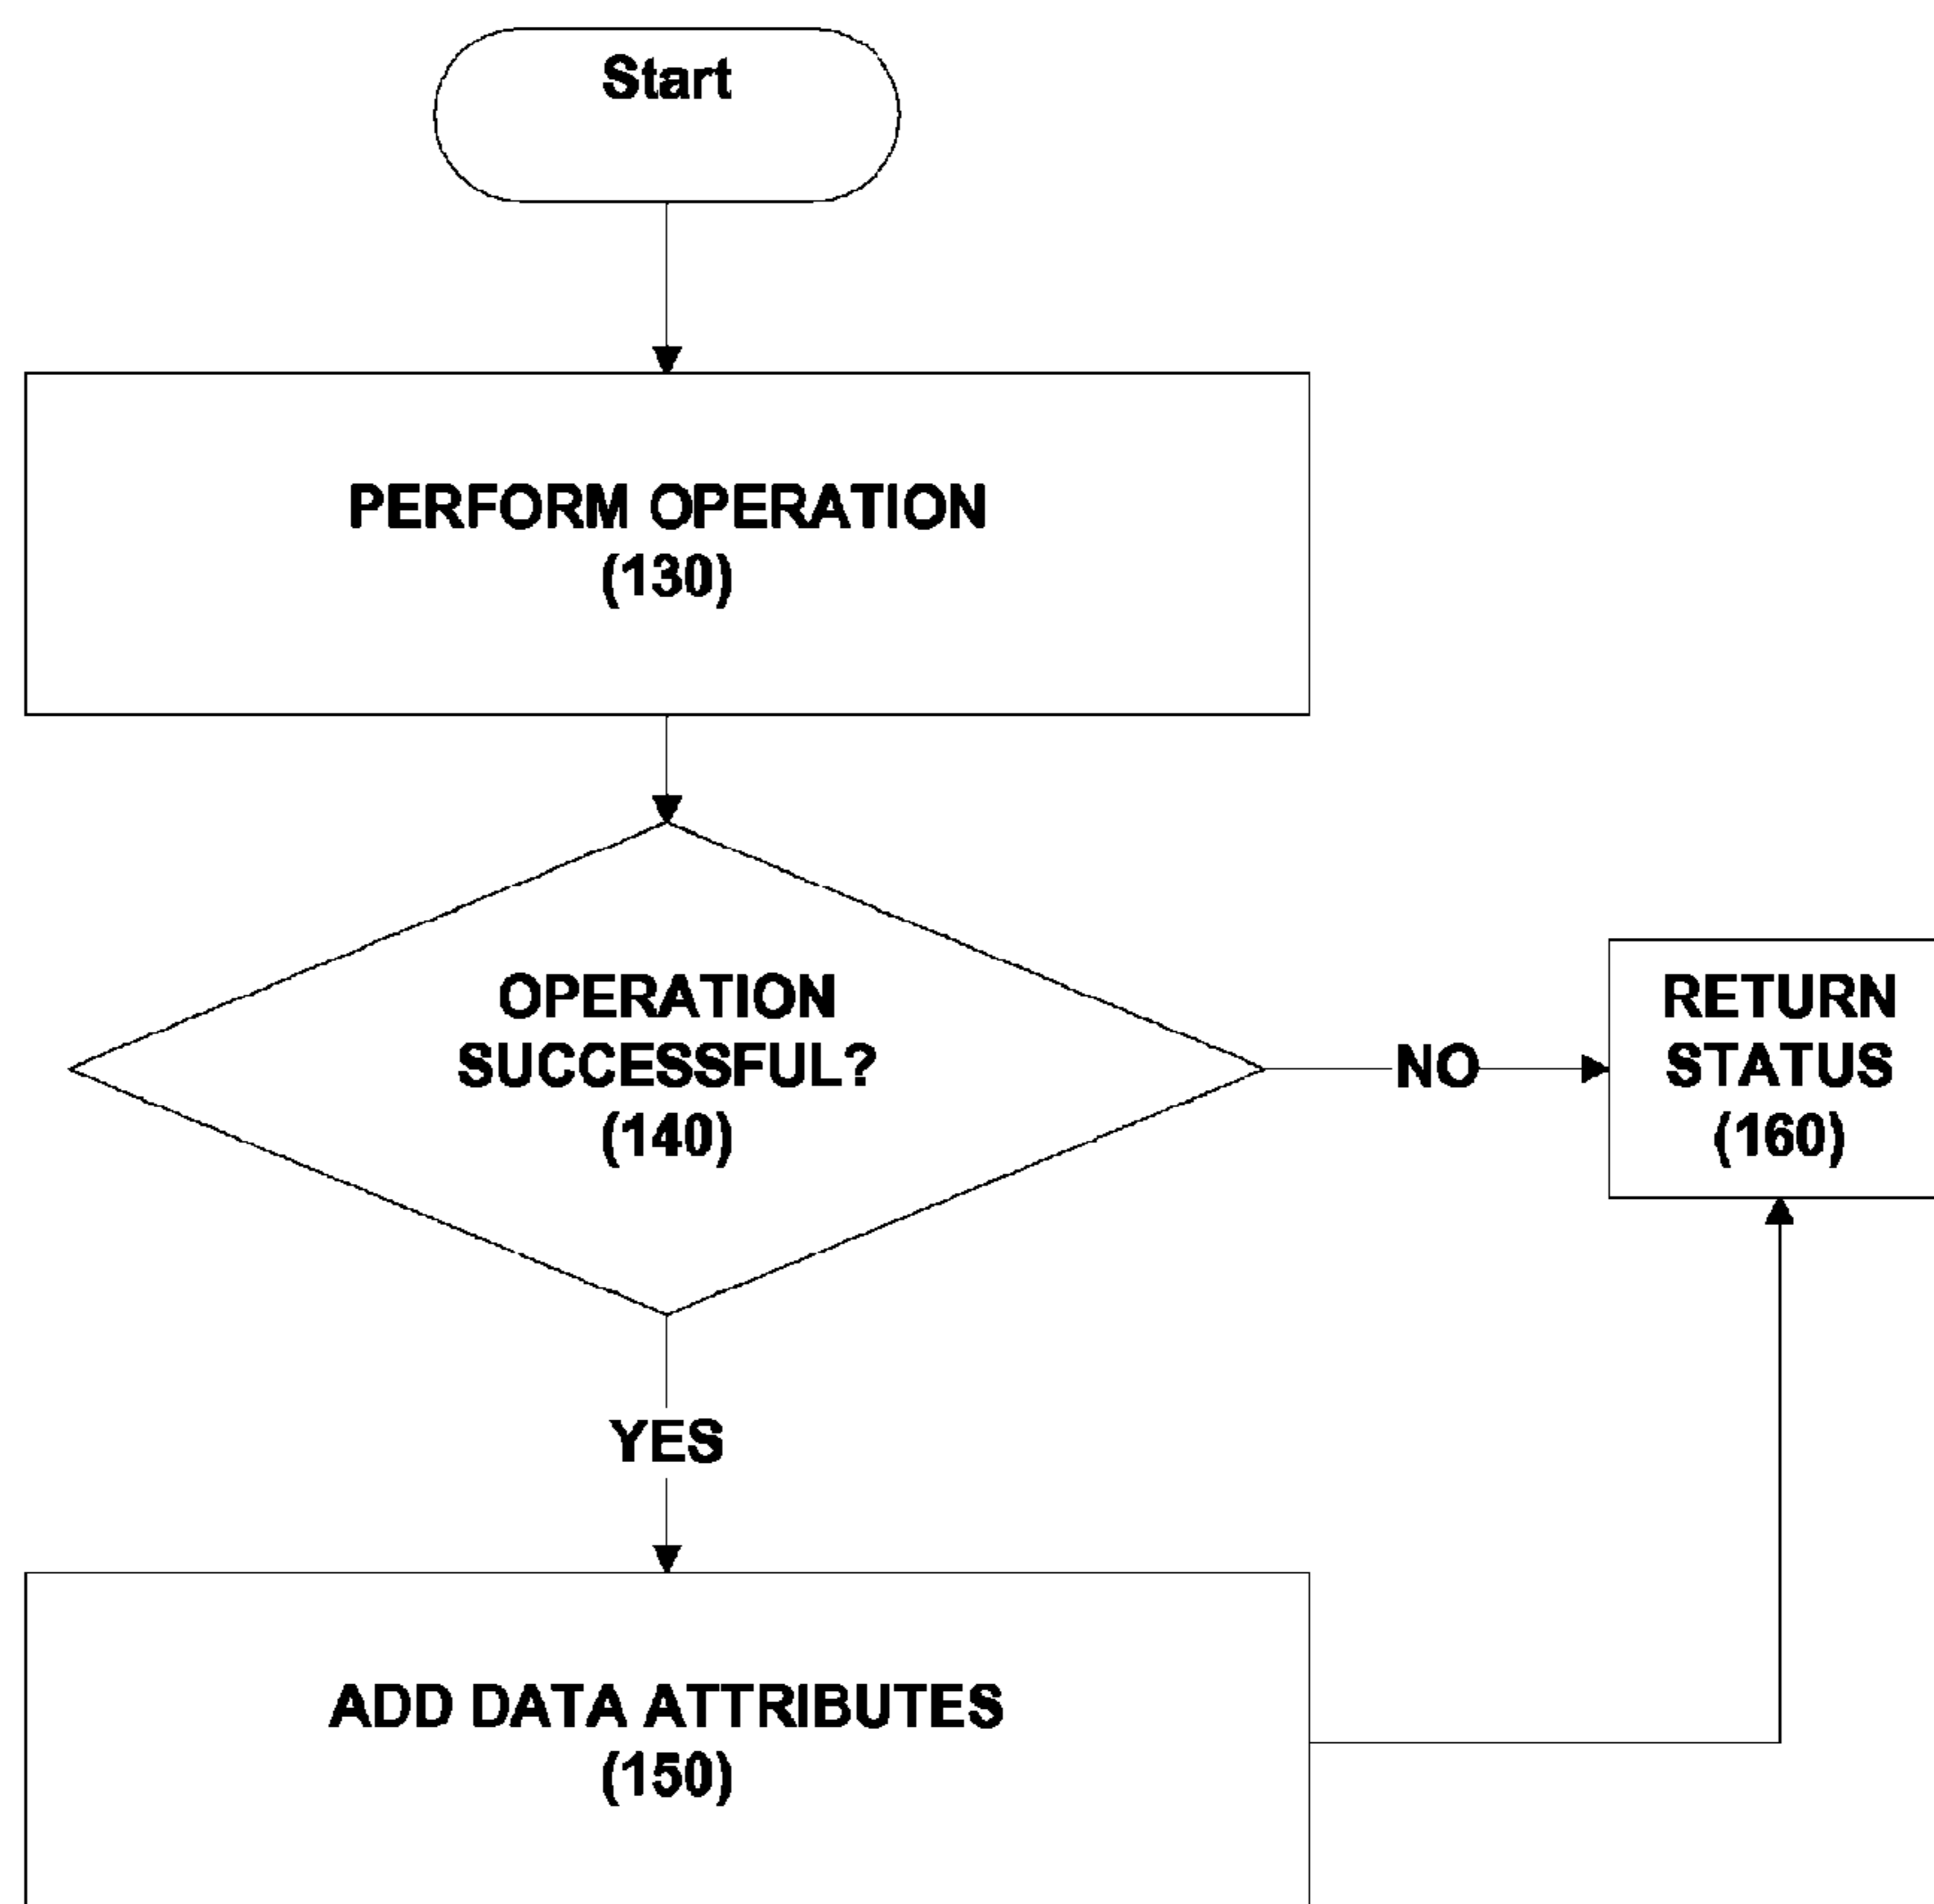 Start
PERFORM OPERATION
(130)
OPERATION
SUCCESSFUL?
(140)
NO
RETURN
STATUS
(160)
YES
ADD DATA ATTRIBUTES
(150)